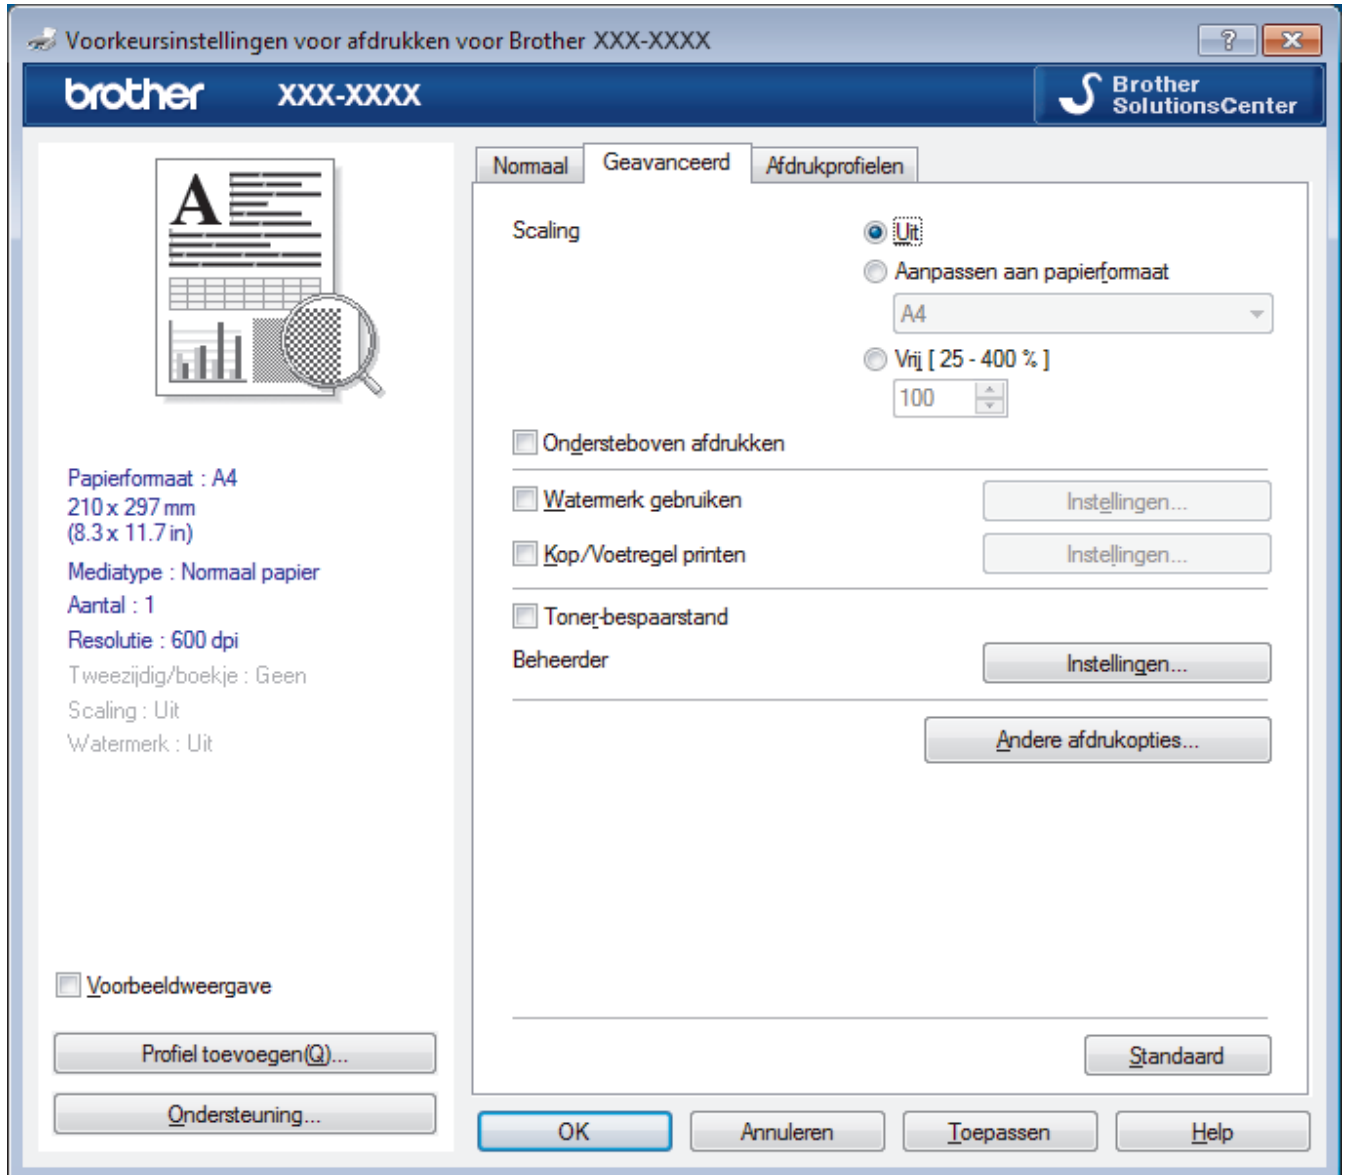 Voorkeursinstellingen voor afdrukken voor Brother XXX-XXXX
brother XXX-XXXX
Brother
SolutionsCenter
A
Papierformaat : A4
210 x 297 mm
(8.3 x 11.7 in)
Mediatype : Normaal papier
Aantal : 1
Resolutie : 600 dpi
Tweezijdig/boekje : Geen
Scaling : Uit
Watermerk : Uit
Voorbeeldweergave
Profiel toevoegen(Q)...
Ondersteuning...
Normaal Geavanceerd Afdrukprofielen
Scaling Uit
Aanpassen aan papierformaat
A4
Vrij [ 25 - 400 % ]
100
Ondersteboven afdrukken
Watermerk gebruiken Instellingen...
Kop/Voetregel printen Instellingen...
Toner-bespaarstand
Beheerder Instellingen...
Andere afdrukopties...
Standaard
OK Annuleren Toepassen Help